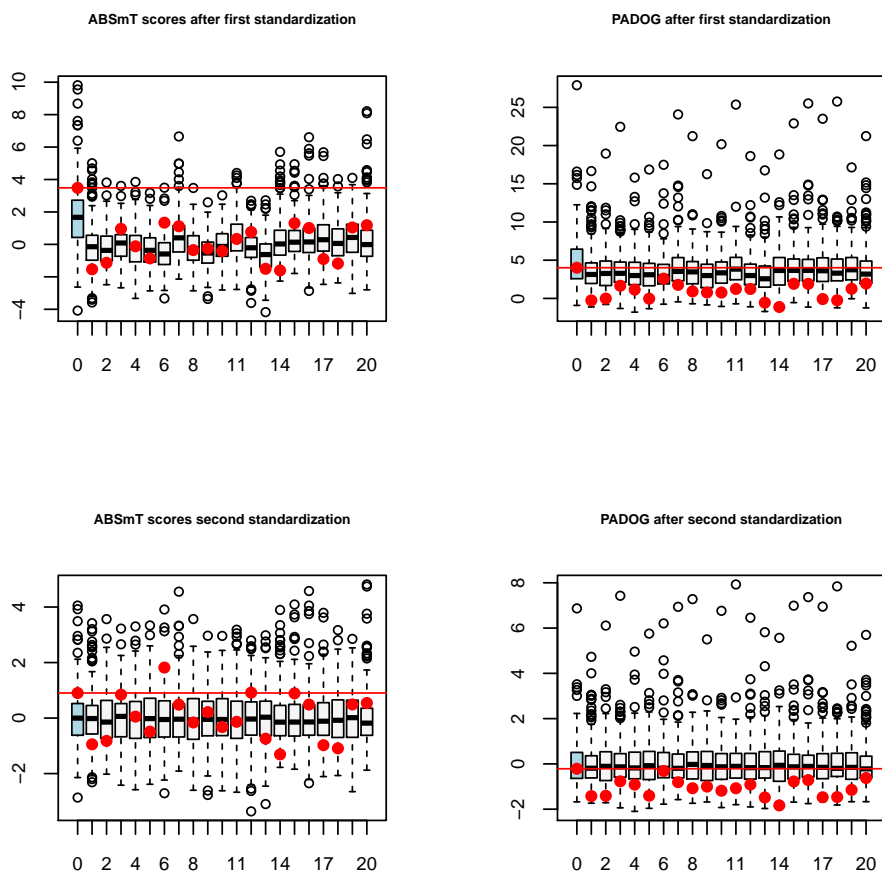 ABSmT scores after first standardization
10
8
6
4
2
0
−4
0 2 4 6 8 11 14 17 20
PADOG after first standardization
25
20
15
10
5
0
0 2 4 6 8 11 14 17 20
ABSmT scores second standardization
4
2
0
−2
0 2 4 6 8 11 14 17 20
PADOG after second standardization
8
6
4
2
0
−2
0 2 4 6 8 11 14 17 20